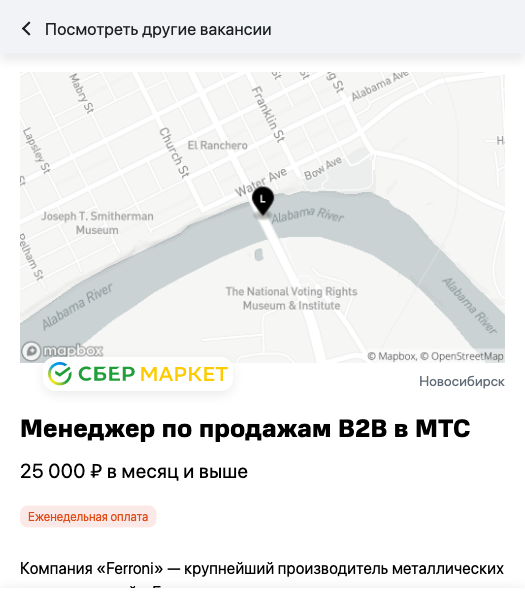 Посмотреть другие вакансии
Mabry St
Franklin St
Alabama Ave
Lapsley St
Church St
El Ranchero
Water Ave
Bow Ave
H
L
Joseph T. Smitherman
Museum
Alabama River
Pelham St
Alabama River
The National Voting Rights
Museum & Institute
Alabama River
mapbox
© Mapbox, © OpenStreetMap
СБЕР МАРКЕТ
Новосибирск
Менеджер по продажам B2B в МТС
25 000 ₽ в месяц и выше
Еженедельная оплата
Компания «Ferroni» — крупнейший производитель металлических